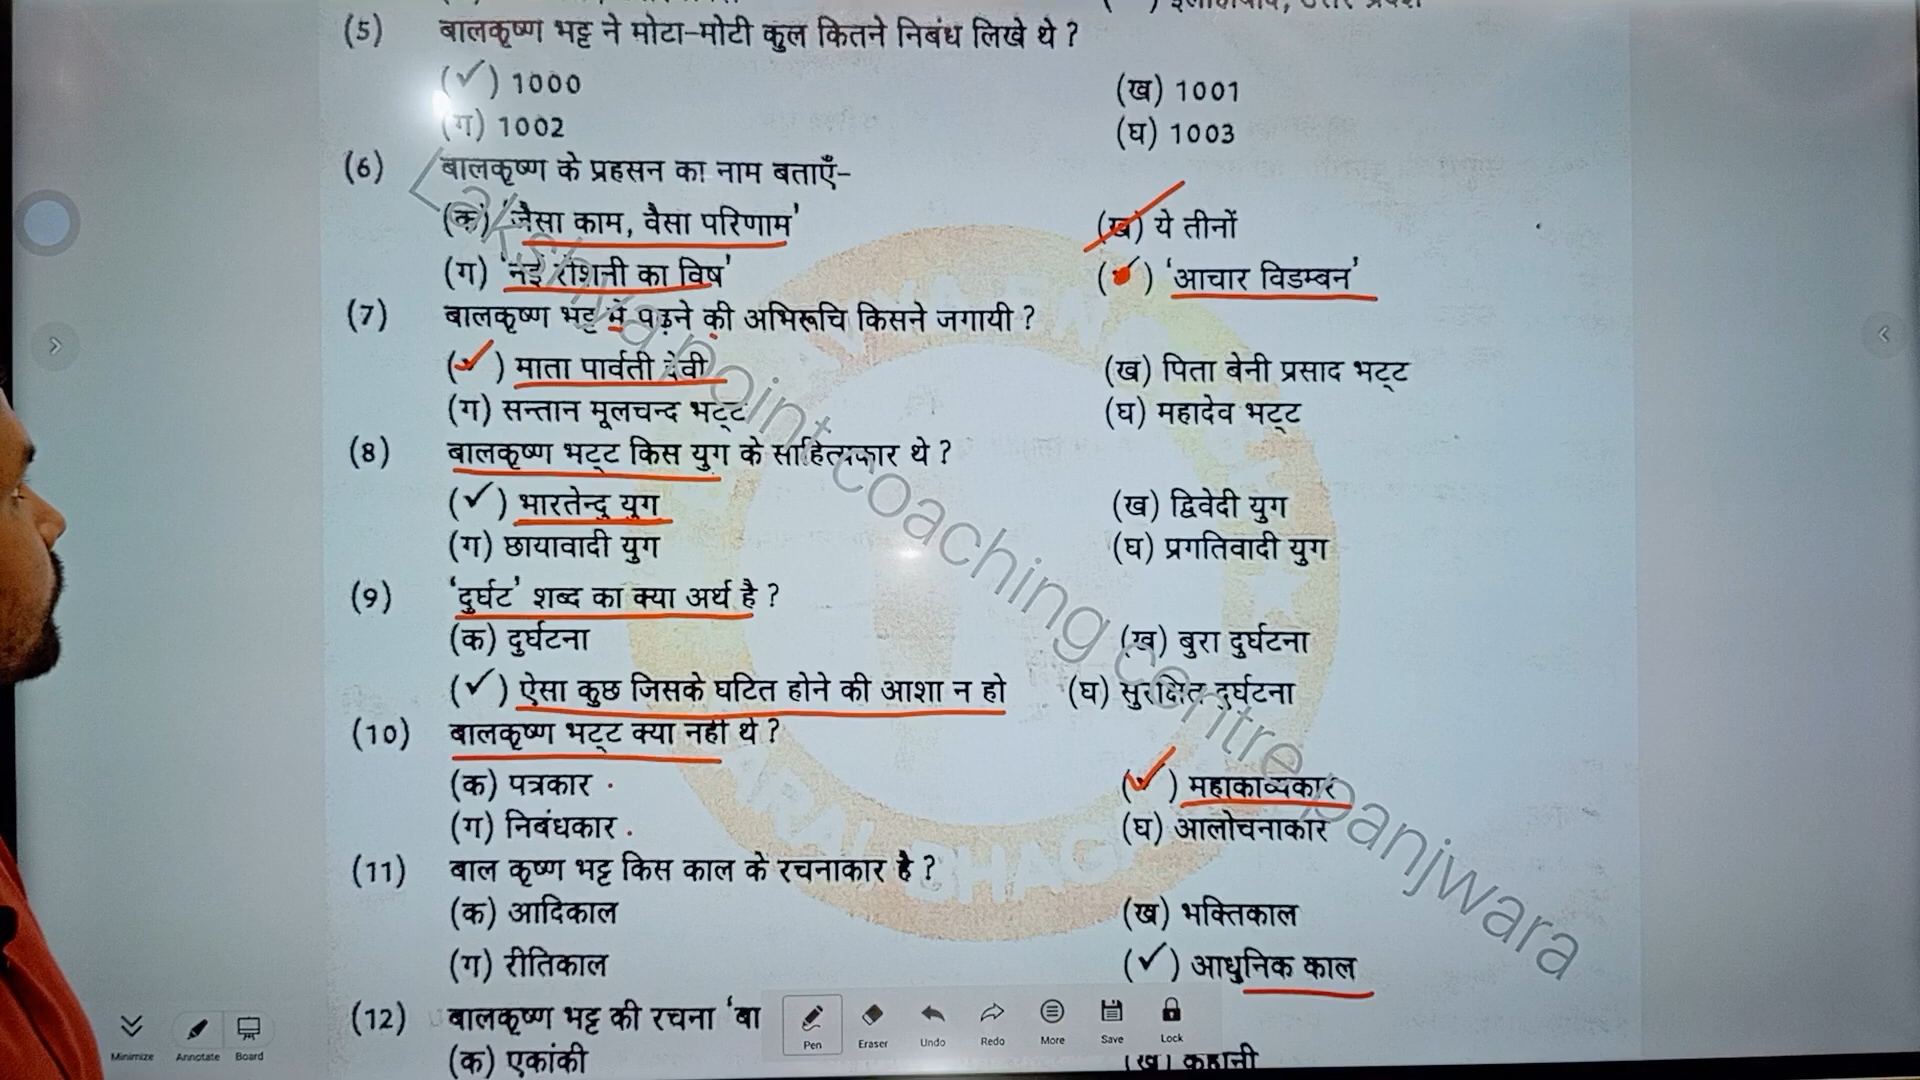 (5) बालकृष्ण भट्ट ने मोटा-मोटी कुल कितने निबंध लिखे थे ?
(✓) 1000 (ख) 1001
(ग) 1002 (घ) 1003
(6) बालकृष्ण के प्रहसन का नाम बताएँ-
(क) 'जैसा काम, वैसा परिणाम' (ख) ये तीनों
(ग) 'नई रोशनी का विष' (✓) 'आचार विडम्बन'
(7) बालकृष्ण भट्ट में पढ़ने की अभिरूचि किसने जगायी ?
(✓) माता पार्वती देवी (ख) पिता बेनी प्रसाद भट्ट
(ग) सन्तान मूलचन्द भट्ट (घ) महादेव भट्ट
(8) बालकृष्ण भट्ट किस युग के साहित्यकार थे ?
(✓) भारतेन्दु युग (ख) द्विवेदी युग
(ग) छायावादी युग (घ) प्रगतिवादी युग
(9) 'दुर्घट' शब्द का क्या अर्थ है ?
(क) दुर्घटना (ख) बुरा दुर्घटना
(✓) ऐसा कुछ जिसके घटित होने की आशा न हो (घ) सुरक्षित दुर्घटना
(10) बालकृष्ण भट्ट क्या नहीं थे ?
(क) पत्रकार (✓) महाकाव्यकार
(ग) निबंधकार (घ) आलोचनाकार
(11) बाल कृष्ण भट्ट किस काल के रचनाकार है ?
(क) आदिकाल (ख) भक्तिकाल
(ग) रीतिकाल (✓) आधुनिक काल
(12) बालकृष्ण भट्ट की रचना 'बा
(क) एकांकी (ख) कहानी
Lakshya point coaching centre panjwara
Minimize Annotate Board Pen Eraser Undo Redo More Save Lock